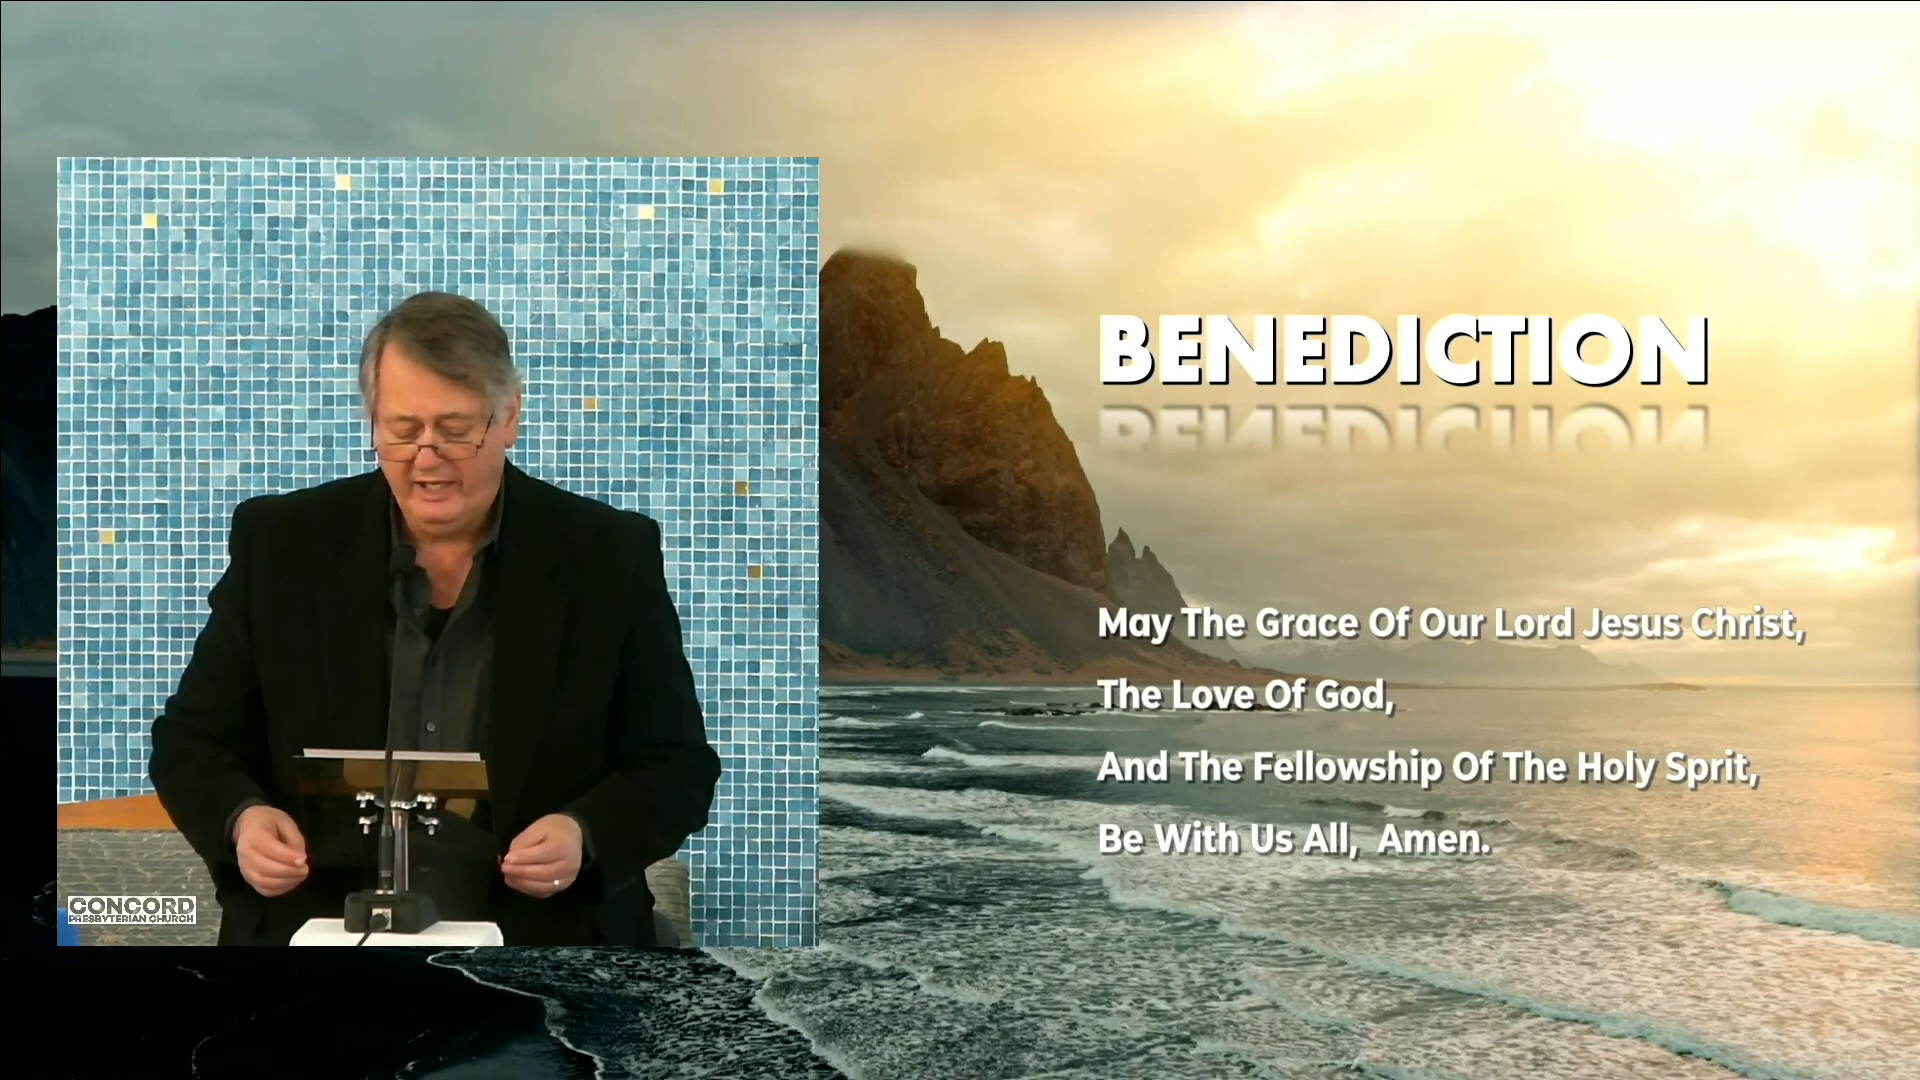 BENEDICTION
May The Grace Of Our Lord Jesus Christ,
The Love Of God,
And The Fellowship Of The Holy Sprit,
Be With Us All, Amen.
CONCORD
PRESBYTERIAN CHURCH